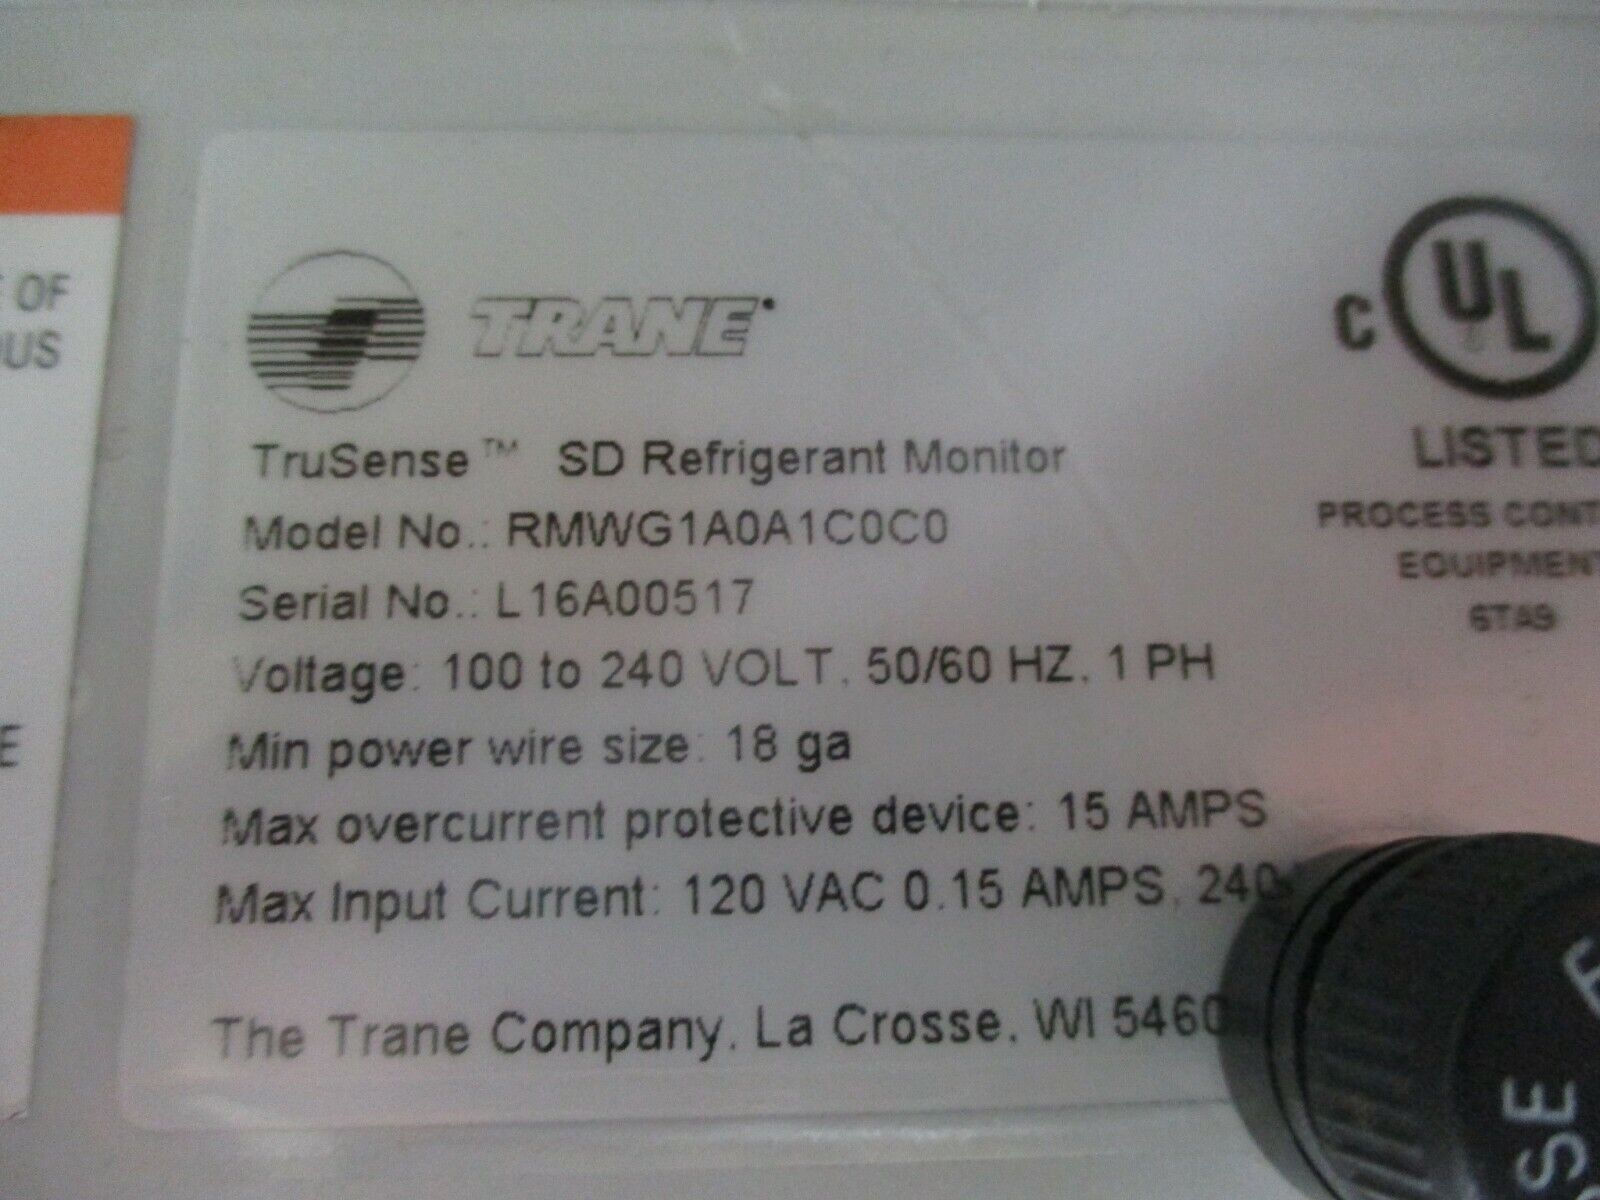 E OF
OUS
E
TRANE
TruSense™ SD Refrigerant Monitor
Model No.: RMWG1A0A1C0C0
Serial No.: L16A00517
Voltage: 100 to 240 VOLT, 50/60 HZ, 1 PH
Min power wire size: 18 ga
Max overcurrent protective device: 15 AMPS
Max Input Current: 120 VAC 0.15 AMPS, 240
The Trane Company, La Crosse, WI 5460
C UL
LISTED
PROCESS CONT
EQUIPMENT
6TA9